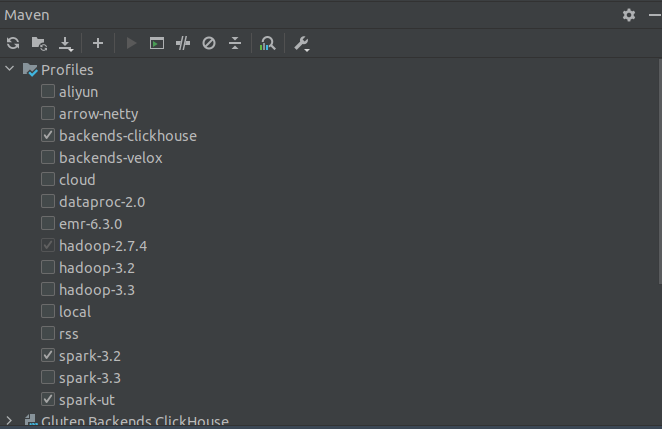 Maven
Profiles
aliyun
arrow-netty
backends-clickhouse
backends-velox
cloud
dataproc-2.0
emr-6.3.0
hadoop-2.7.4
hadoop-3.2
hadoop-3.3
local
rss
spark-3.2
spark-3.3
spark-ut
Gluten Backends ClickHouse